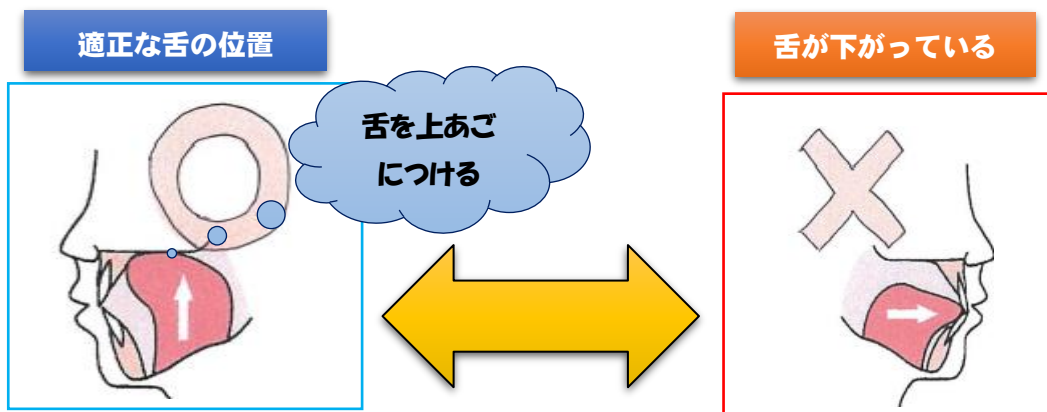 適正な舌の位置
舌が下がっている
舌を上あご
につける